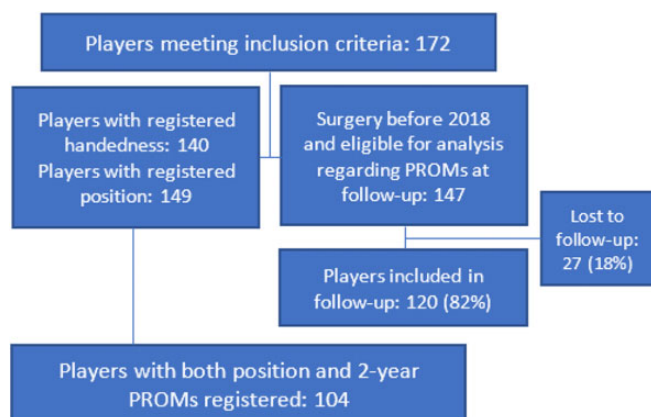 Players meeting inclusion criteria: 172
Players with registered
handedness: 140
Players with registered
position: 149
Surgery before 2018
and eligible for analysis
regarding PROMs at
follow-up: 147
Lost to
follow-up:
27 (18%)
Players included in
follow-up: 120 (82%)
Players with both position and 2-year
PROMs registered: 104